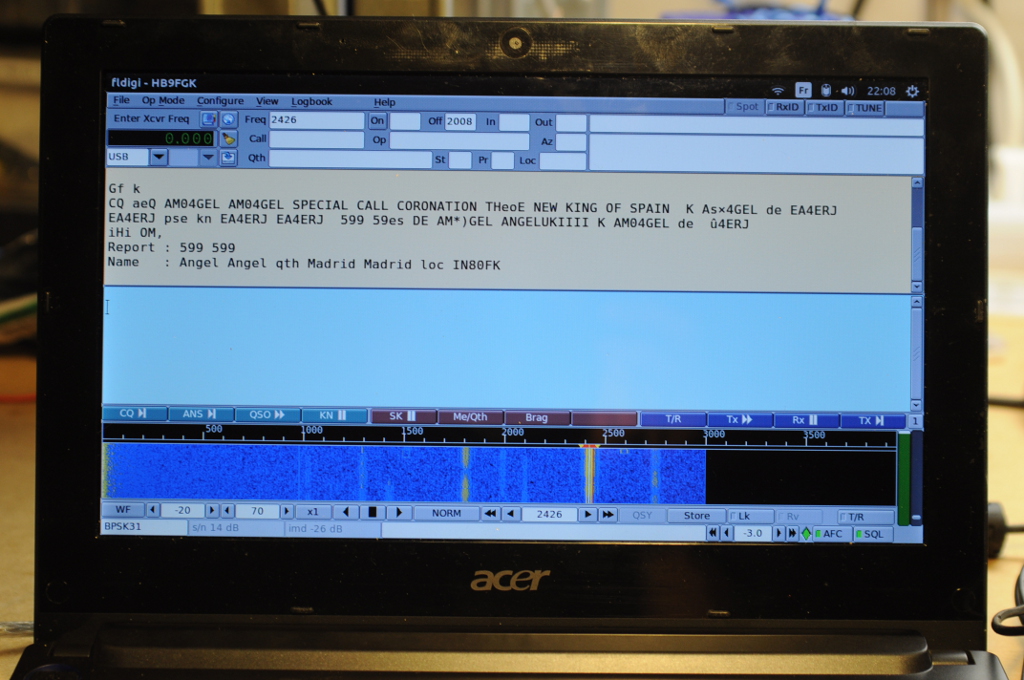 fldigi - HB9FGK
Fr 22:08
File Op Mode Configure View Logbook Help Spot RxID TxID TUNE
Enter Xcvr Freq Freq 2426 On Off 2008 In Out
0.000 Call Op Az
USB Qth St Pr Loc
Gf k
CQ aeQ AM04GEL AM04GEL SPECIAL CALL CORONATION THeoE NEW KING OF SPAIN K As×4GEL de EA4ERJ
EA4ERJ pse kn EA4ERJ EA4ERJ 599 59es DE AM*)GEL ANGELUKIIII K AM04GEL de û4ERJ
iHi OM,
Report : 599 599
Name : Angel Angel qth Madrid Madrid loc IN80FK
CQ ANS QSO KN SK Me/Qth Brag T/R Tx Rx TX 1
500 1000 1500 2000 2500 3000 3500
WF -20 70 x1 NORM 2426 QSY Store Lk Rv T/R
BPSK31 s/n 14 dB imd -26 dB -3.0 AFC SQL
acer